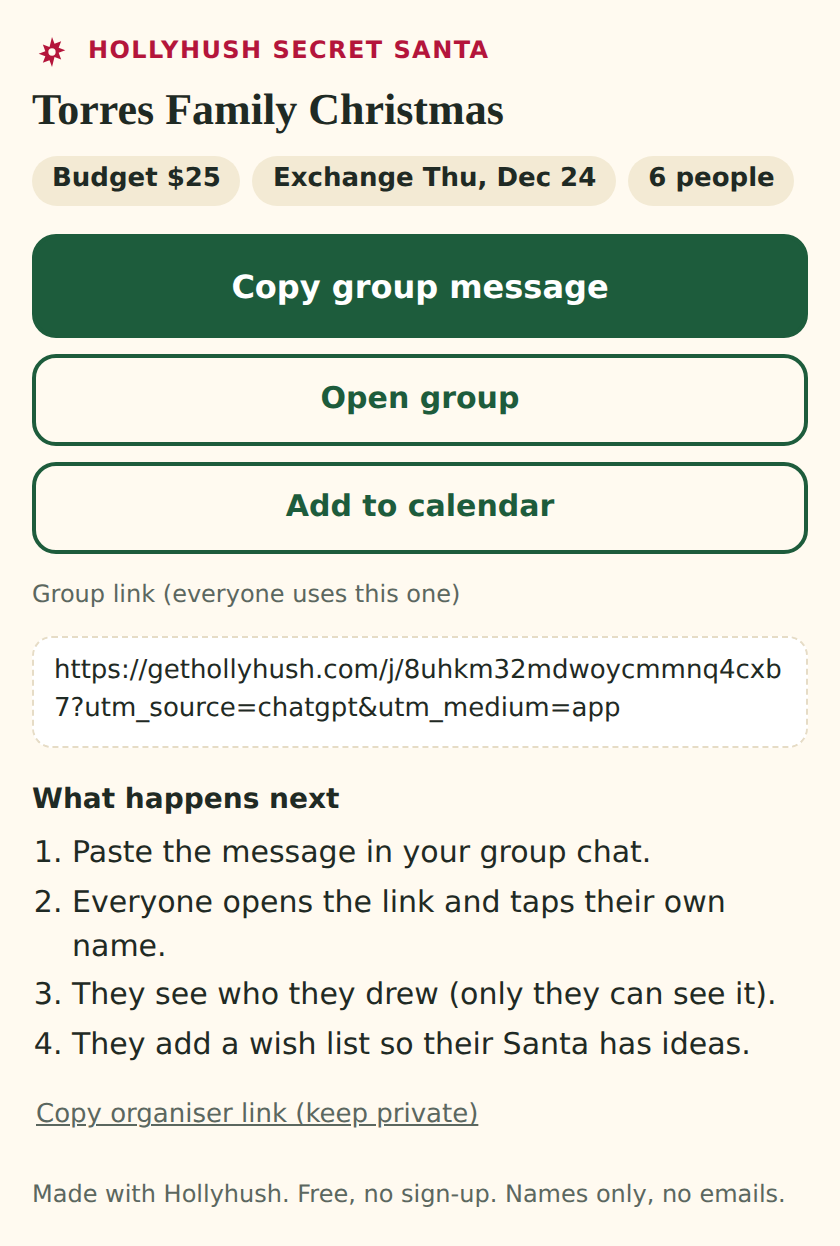 HOLLYHUSH SECRET SANTA
Torres Family Christmas
Budget $25 Exchange Thu, Dec 24 6 people
Copy group message
Open group
Add to calendar
Group link (everyone uses this one)
https://gethollyhush.com/j/8uhkm32mdwoycmmnq4cxb
7?utm_source=chatgpt&utm_medium=app
What happens next
1. Paste the message in your group chat.
2. Everyone opens the link and taps their own
name.
3. They see who they drew (only they can see it).
4. They add a wish list so their Santa has ideas.
Copy organiser link (keep private)
Made with Hollyhush. Free, no sign-up. Names only, no emails.